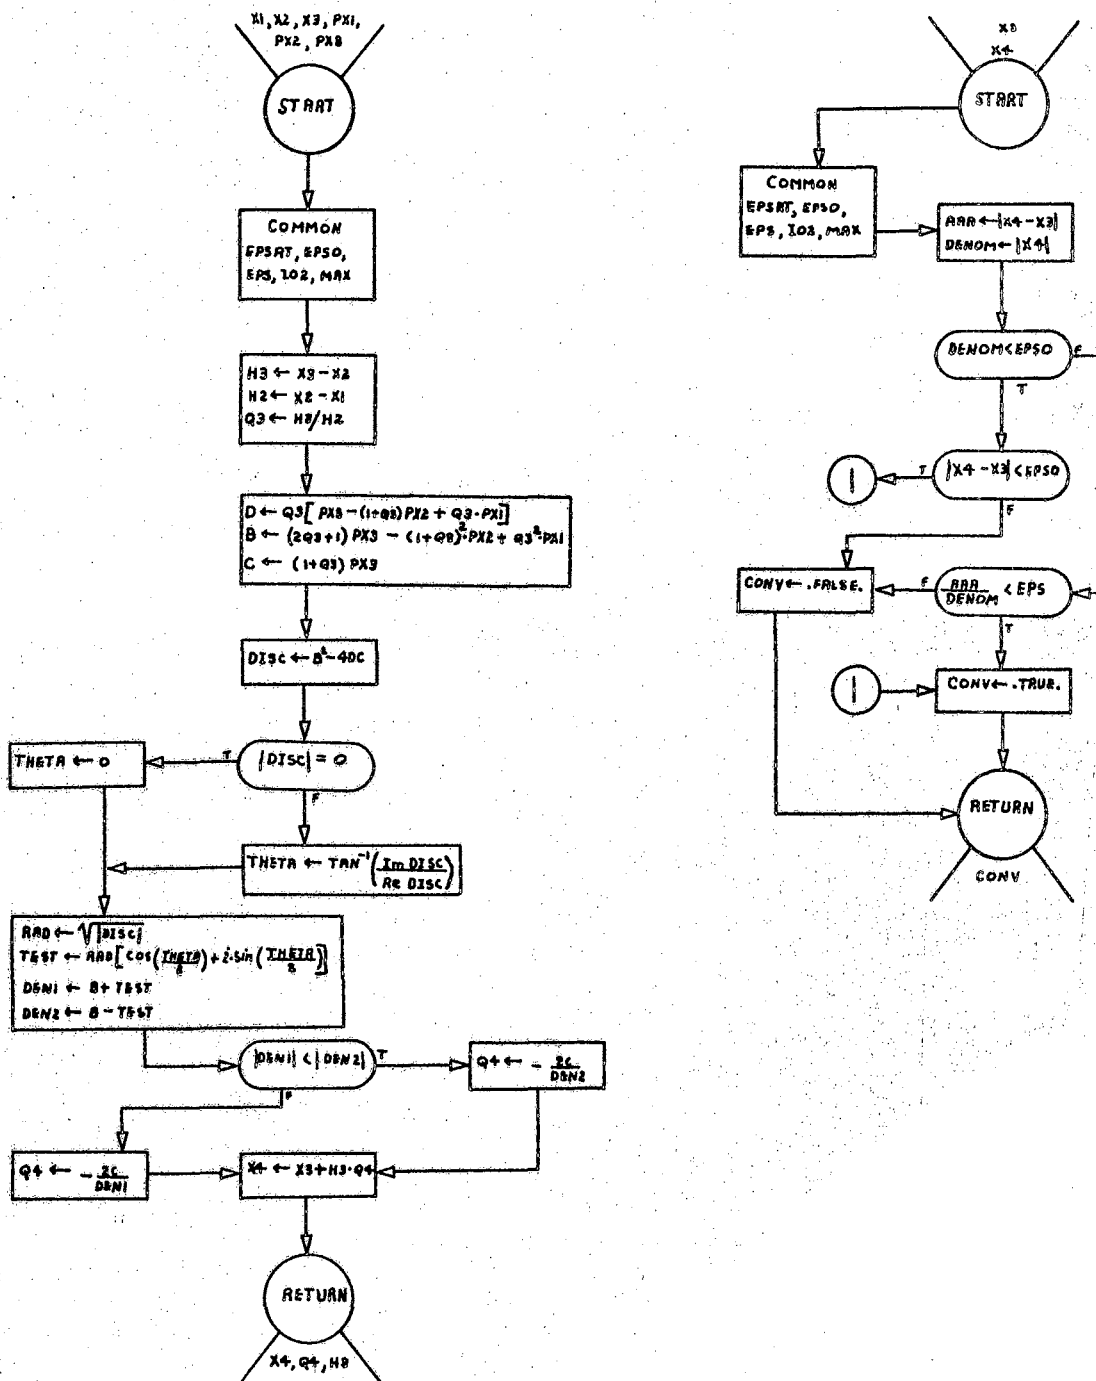 X1, X2, X3, PX1,
PX2, PX3
START
COMMON
EPSRT, EPSO,
EPS, IO2, MAX
H3 ← X3 - X2
H2 ← X2 - X1
Q3 ← H3/H2
D ← Q3[PX3 - (1+Q3)PX2 + Q3·PX1]
B ← (2Q3+1) PX3 - (1+Q3)²·PX2 + Q3²·PX1
C ← (1+Q3) PX3
DISC ← B² - 4DC
|DISC| = 0
T
F
THETA ← 0
THETA ← TAN⁻¹(Im DISC / Re DISC)
RAD ← √|DISC|
TEST ← RAD[COS(THETA/2) + i·Sin(THETA/2)]
DEN1 ← B + TEST
DEN2 ← B - TEST
|DEN1| < |DEN2|
T
F
Q4 ← - 2C/DEN2
Q4 ← - 2C/DEN1
X4 ← X3 + H3·Q4
RETURN
X4, Q4, H3
X3
X4
START
COMMON
EPSRT, EPSO,
EPS, IO2, MAX
AAA ← |X4 - X3|
DENOM ← |X4|
DENOM < EPSO
F
T
|X4 - X3| < EPSO
T
F
1
CONV ← .FALSE.
F
AAA/DENOM < EPS
T
1
CONV ← .TRUE.
RETURN
CONV